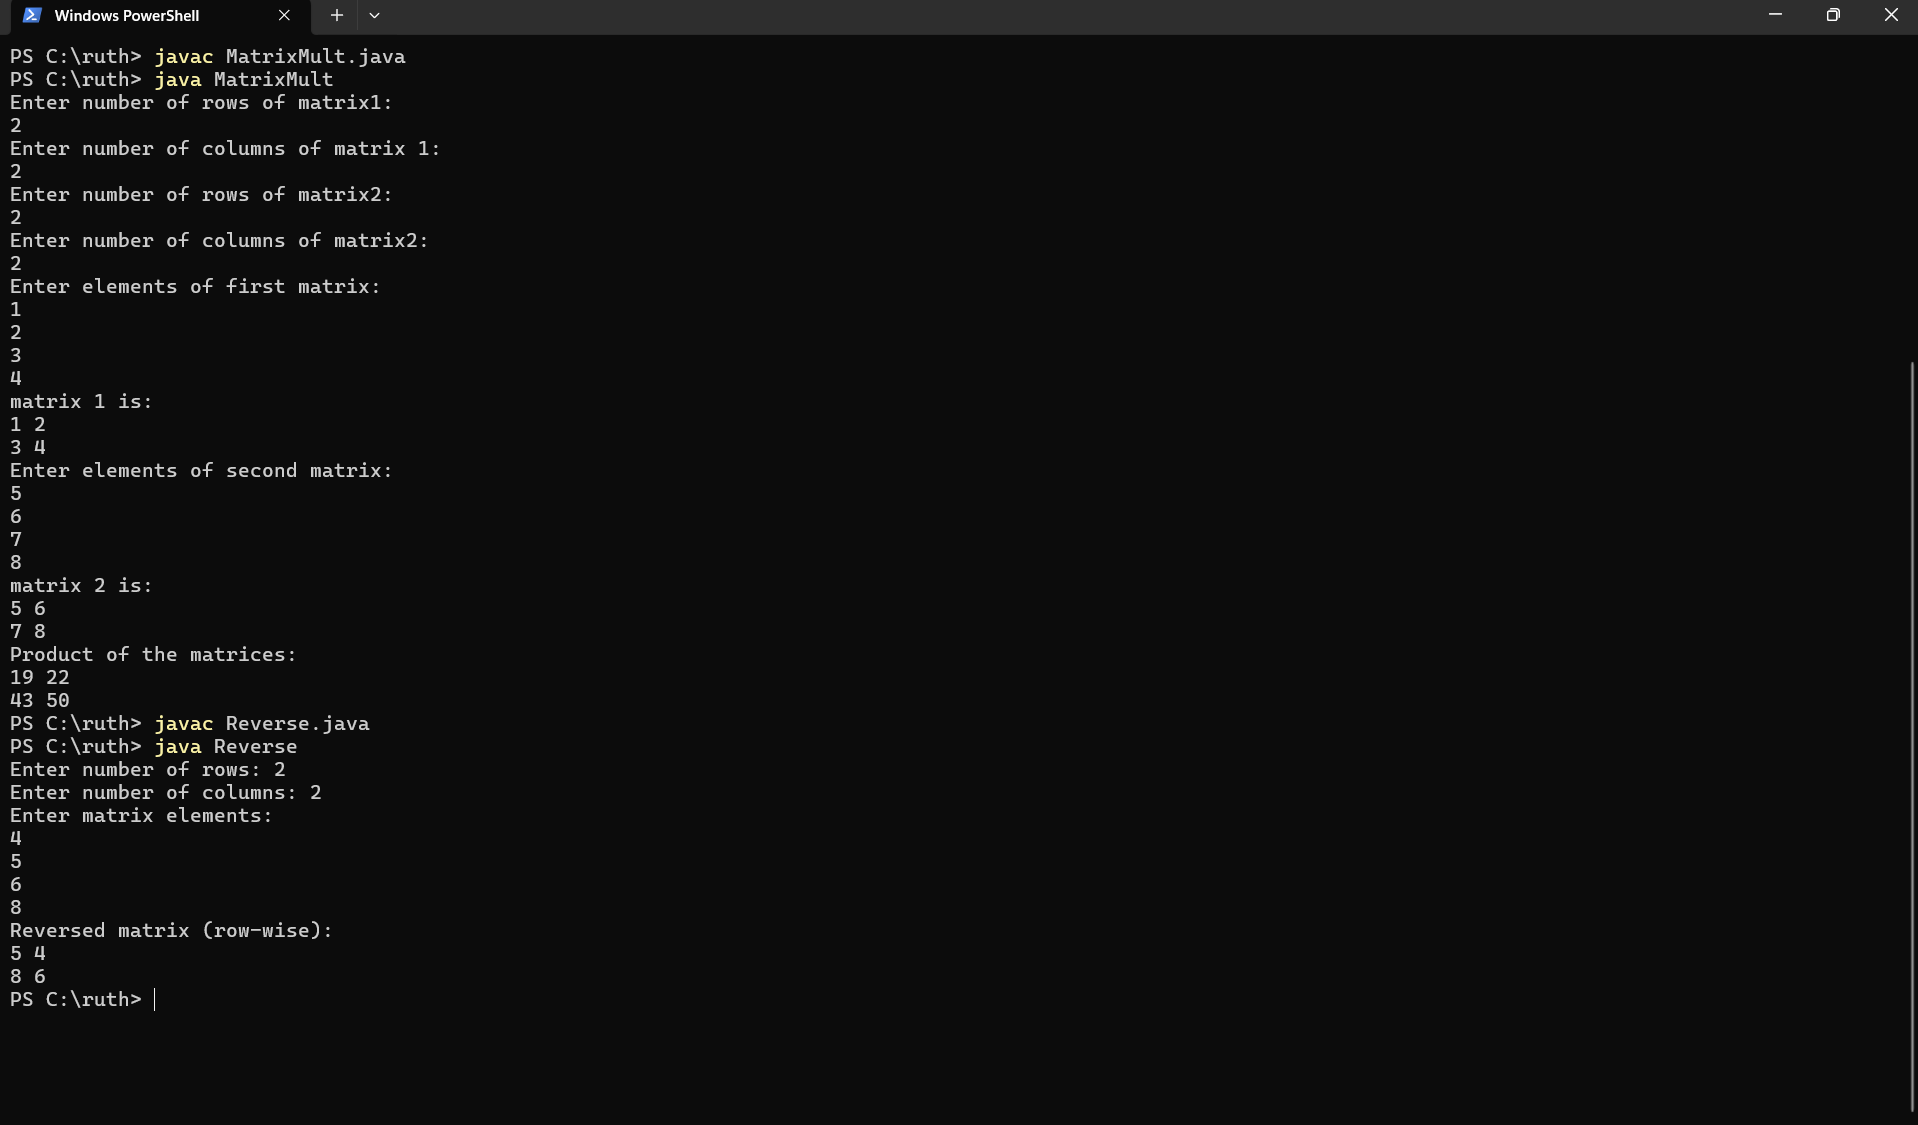 Windows PowerShell
PS C:\ruth> javac MatrixMult.java
PS C:\ruth> java MatrixMult
Enter number of rows of matrix1:
2
Enter number of columns of matrix 1:
2
Enter number of rows of matrix2:
2
Enter number of columns of matrix2:
2
Enter elements of first matrix:
1
2
3
4
matrix 1 is:
1 2
3 4
Enter elements of second matrix:
5
6
7
8
matrix 2 is:
5 6
7 8
Product of the matrices:
19 22
43 50
PS C:\ruth> javac Reverse.java
PS C:\ruth> java Reverse
Enter number of rows: 2
Enter number of columns: 2
Enter matrix elements:
4
5
6
8
Reversed matrix (row-wise):
5 4
8 6
PS C:\ruth>